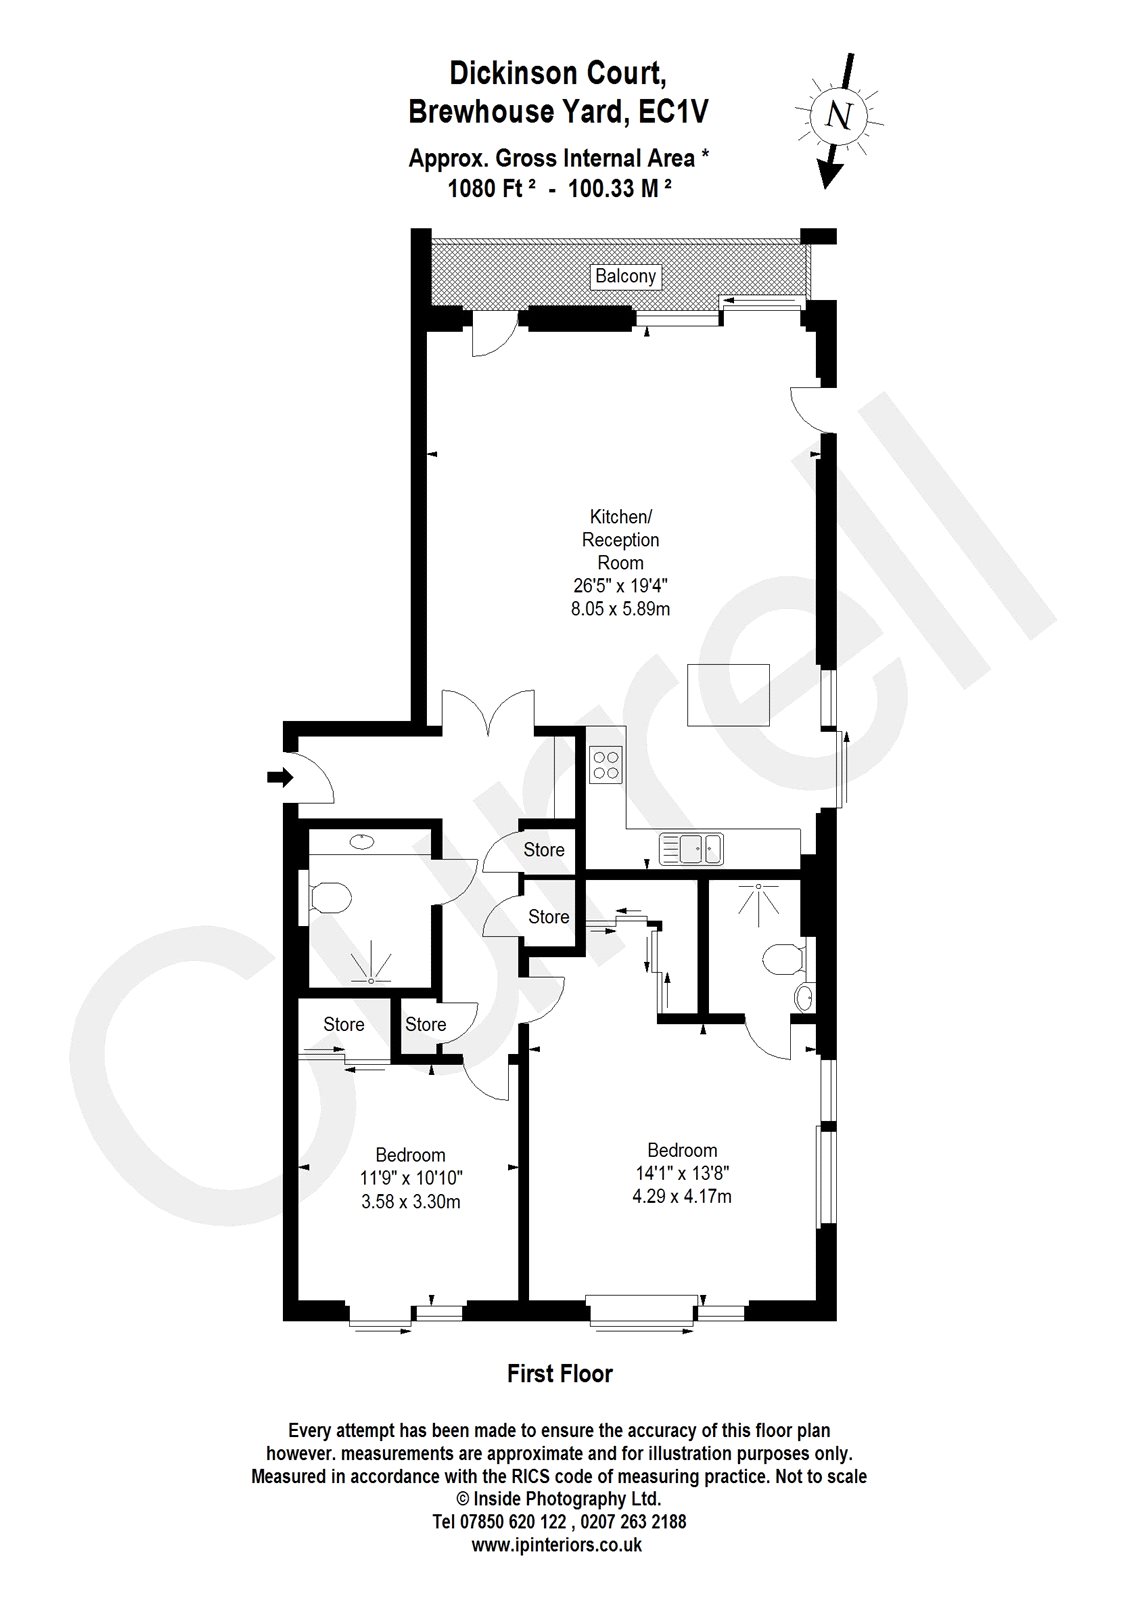 Dickinson Court,
Brewhouse Yard, EC1V
Approx. Gross Internal Area *
1080 Ft ² - 100.33 M ²
N
Balcony
Kitchen/
Reception
Room
26'5" x 19'4"
8.05 x 5.89m
Store
Store
Store
Store
Bedroom
11'9" x 10'10"
3.58 x 3.30m
Bedroom
14'1" x 13'8"
4.29 x 4.17m
Currell
First Floor
Every attempt has been made to ensure the accuracy of this floor plan
however. measurements are approximate and for illustration purposes only.
Measured in accordance with the RICS code of measuring practice. Not to scale
© Inside Photography Ltd.
Tel 07850 620 122 , 0207 263 2188
www.ipinteriors.co.uk